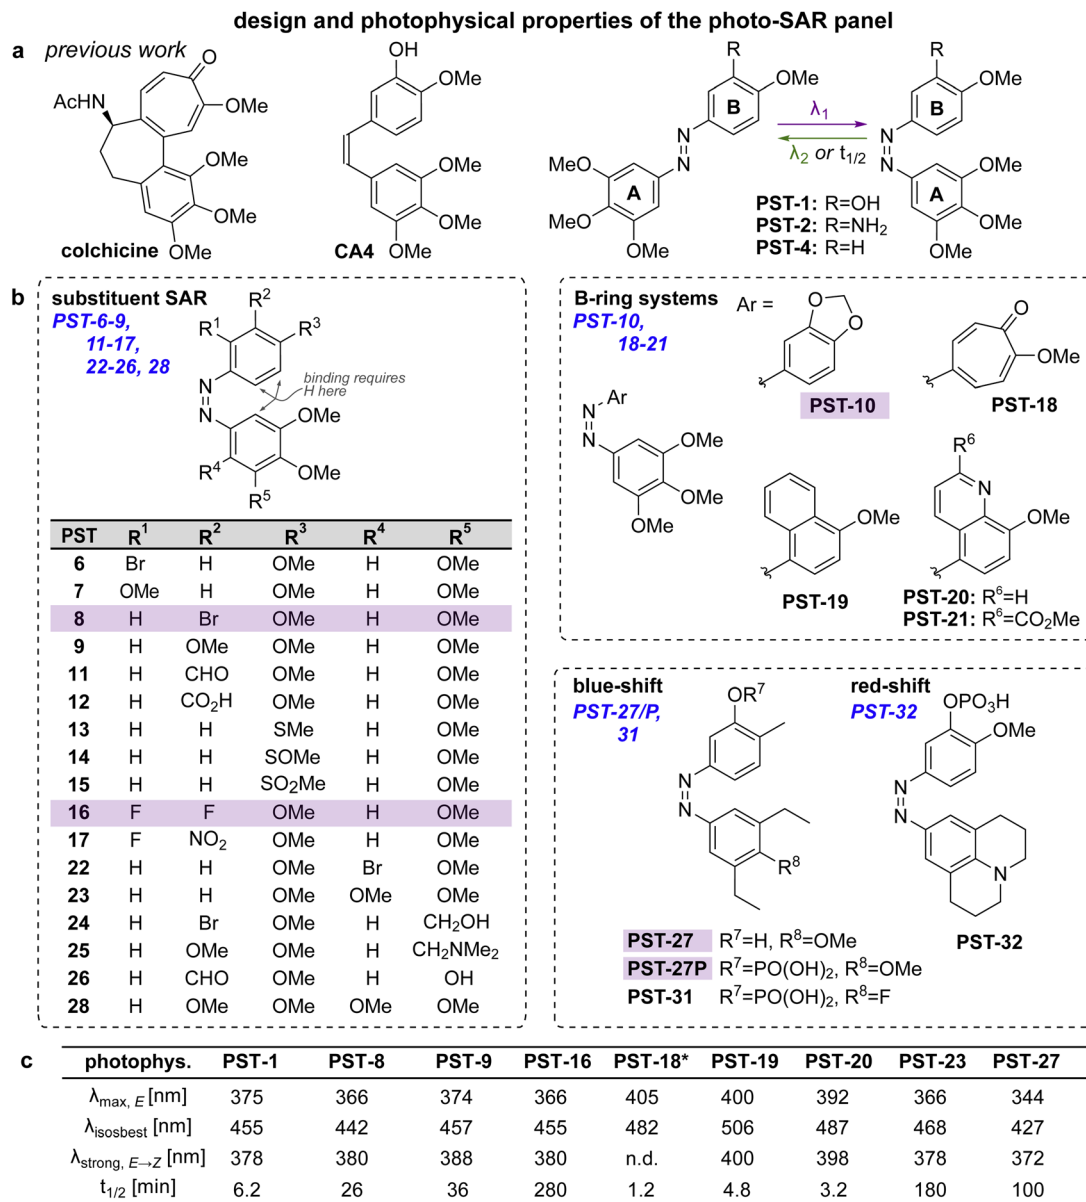 design and photophysical properties of the photo-SAR panel
a previous work
O
AcHN
OMe
OMe
OMe
OMe
colchicine
OH
OMe
OMe
OMe
OMe
CA4
R
OMe
B
N
N
MeO
A
MeO
OMe
λ1
λ2 or t1/2
PST-1: R=OH
PST-2: R=NH2
PST-4: R=H
R
OMe
B
N
N
A
OMe
OMe
OMe
b substituent SAR
PST-6-9,
11-17,
22-26, 28
R2
R1
R3
N
N
binding requires
H here
OMe
OMe
R4
R5
PST R1 R2 R3 R4 R5
6 Br H OMe H OMe
7 OMe H OMe H OMe
8 H Br OMe H OMe
9 H OMe OMe H OMe
11 H CHO OMe H OMe
12 H CO2H OMe H OMe
13 H H SMe H OMe
14 H H SOMe H OMe
15 H H SO2Me H OMe
16 F F OMe H OMe
17 F NO2 OMe H OMe
22 H H OMe Br OMe
23 H H OMe OMe OMe
24 H Br OMe H CH2OH
25 H OMe OMe H CH2NMe2
26 H CHO OMe H OH
28 H OMe OMe OMe OMe
B-ring systems
PST-10,
18-21
Ar =
O
O
PST-10
O
OMe
PST-18
N Ar
N
OMe
OMe
OMe
OMe
PST-19
R6
N
OMe
PST-20: R6=H
PST-21: R6=CO2Me
blue-shift
PST-27/P,
31
OR7
N
N
R8
PST-27 R7=H, R8=OMe
PST-27P R7=PO(OH)2, R8=OMe
PST-31 R7=PO(OH)2, R8=F
red-shift
PST-32
OPO3H
OMe
N
N
N
PST-32
c photophys. PST-1 PST-8 PST-9 PST-16 PST-18* PST-19 PST-20 PST-23 PST-27
λmax, E [nm] 375 366 374 366 405 400 392 366 344
λisosbest [nm] 455 442 457 455 482 506 487 468 427
λstrong, E→Z [nm] 378 380 388 380 n.d. 400 398 378 372
t1/2 [min] 6.2 26 36 280 1.2 4.8 3.2 180 100